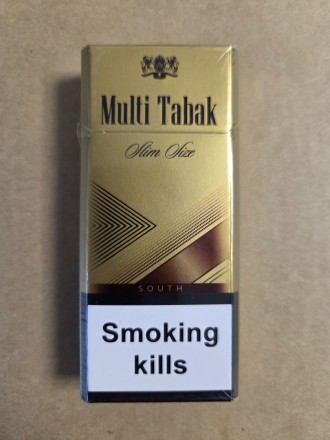 Multi Tabak
Slim Size
SOUTH
Smoking
kills